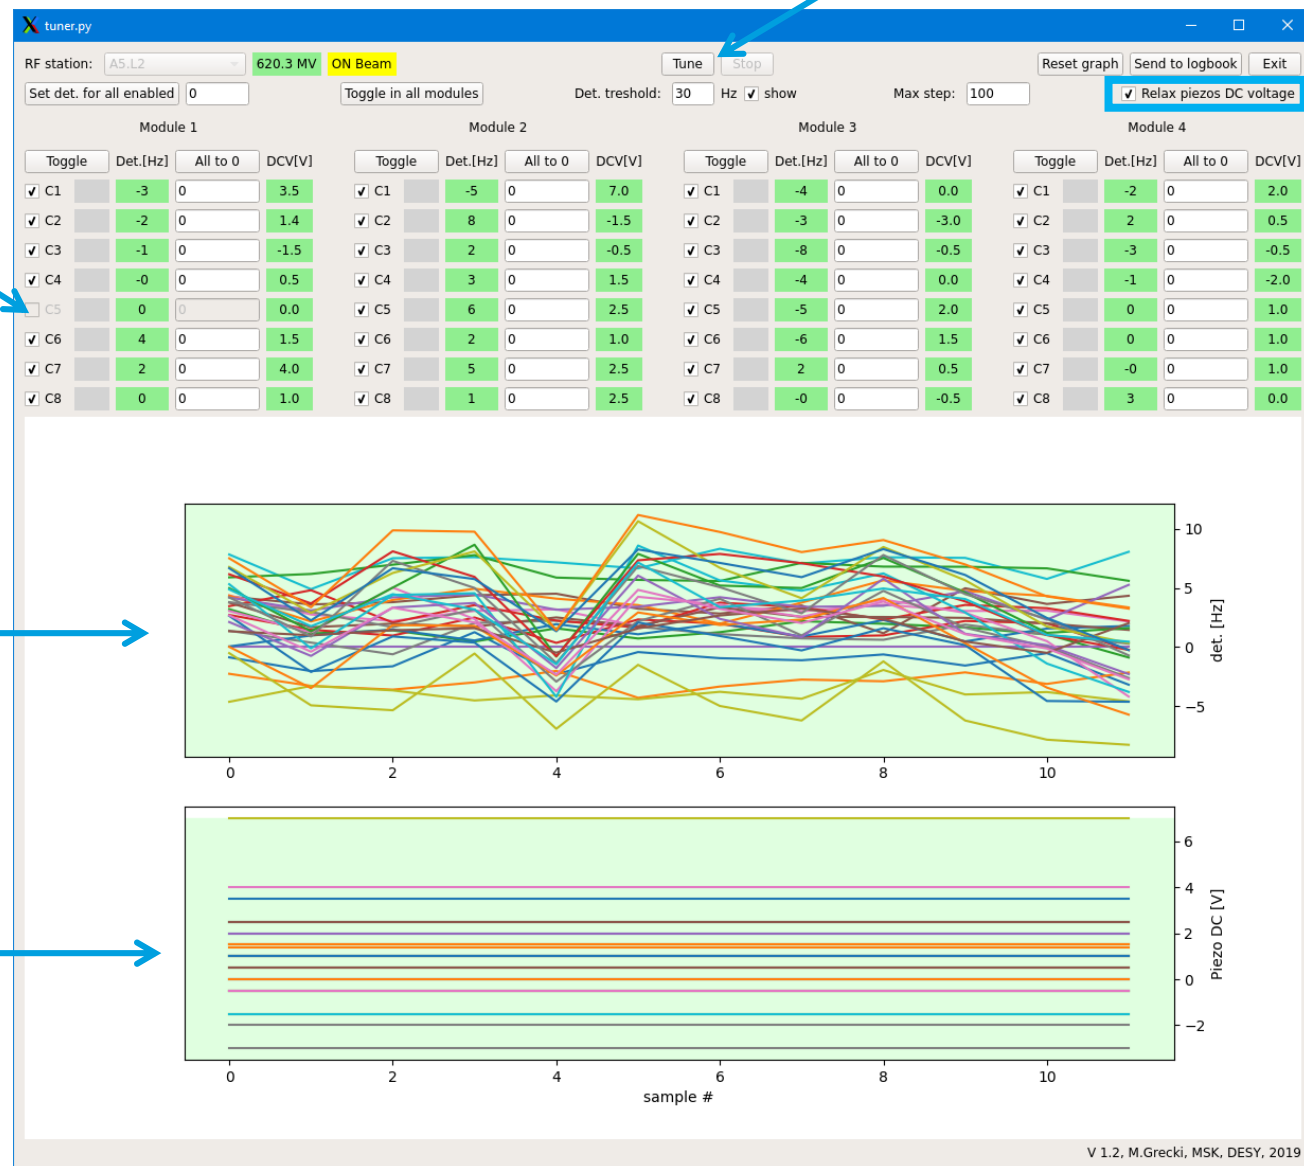 tuner.py
RF station: A5.L2 620.3 MV ON Beam Tune Stop Reset graph Send to logbook Exit
Set det. for all enabled 0 Toggle in all modules Det. treshold: 30 Hz show Max step: 100 Relax piezos DC voltage
Module 1 Module 2 Module 3 Module 4
Toggle Det.[Hz] All to 0 DCV[V] Toggle Det.[Hz] All to 0 DCV[V] Toggle Det.[Hz] All to 0 DCV[V] Toggle Det.[Hz] All to 0 DCV[V]
C1 -3 0 3.5 C1 -5 0 7.0 C1 -4 0 0.0 C1 -2 0 2.0
C2 -2 0 1.4 C2 8 0 -1.5 C2 -3 0 -3.0 C2 2 0 0.5
C3 -1 0 -1.5 C3 2 0 -0.5 C3 -8 0 -0.5 C3 -3 0 -0.5
C4 -0 0 0.5 C4 3 0 1.5 C4 -4 0 0.0 C4 -1 0 -2.0
C5 0 0 0.0 C5 6 0 2.5 C5 -5 0 2.0 C5 0 0 1.0
C6 4 0 1.5 C6 2 0 1.0 C6 -6 0 1.5 C6 0 0 1.0
C7 2 0 4.0 C7 5 0 2.5 C7 2 0 0.5 C7 -0 0 1.0
C8 0 0 1.0 C8 1 0 2.5 C8 -0 0 -0.5 C8 3 0 0.0
10
5
0
−5
det. [Hz]
0 2 4 6 8 10
6
4
2
0
−2
Piezo DC [V]
0 2 4 6 8 10
sample #
V 1.2, M.Grecki, MSK, DESY, 2019